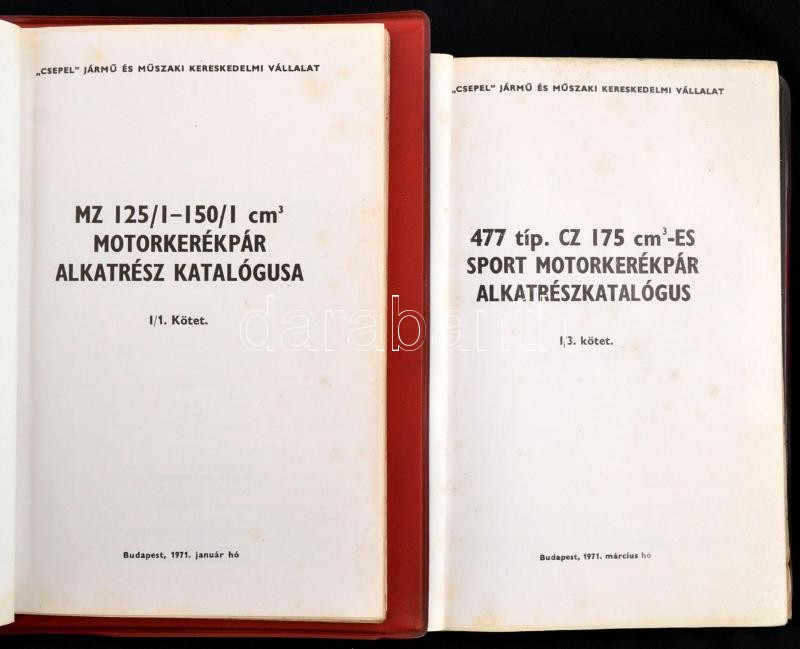 „CSEPEL” JÁRMŰ ÉS MŰSZAKI KERESKEDELMI VÁLLALAT
MZ 125/1–150/1 cm³
MOTORKERÉKPÁR
ALKATRÉSZ KATALÓGUSA
I/1. Kötet.
Budapest, 1971. január hó
„CSEPEL” JÁRMŰ ÉS MŰSZAKI KERESKEDELMI VÁLLALAT
477 típ. CZ 175 cm³-ES
SPORT MOTORKERÉKPÁR
ALKATRÉSZKATALÓGUS
I/3. kötet.
Budapest, 1971. március hó
darabanth